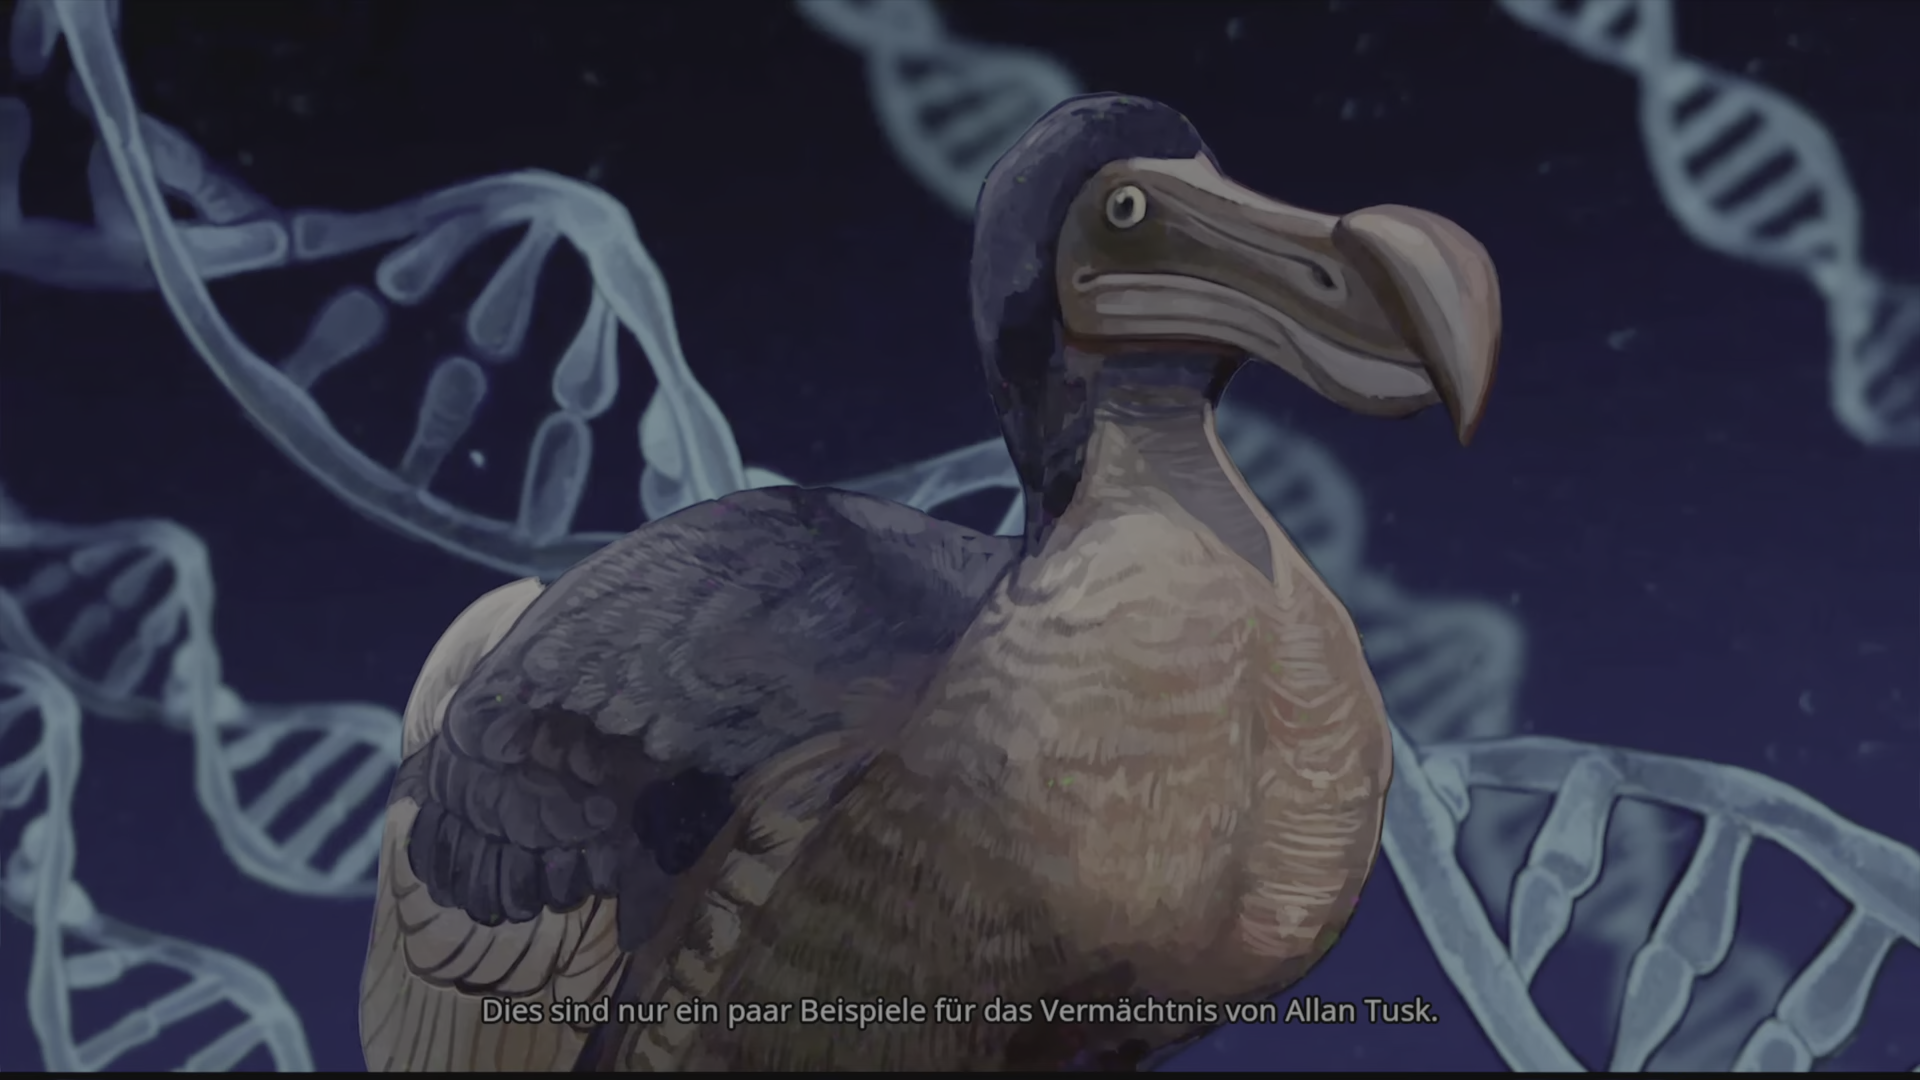 Dies sind nur ein paar Beispiele für das Vermächtnis von Allan Tusk.